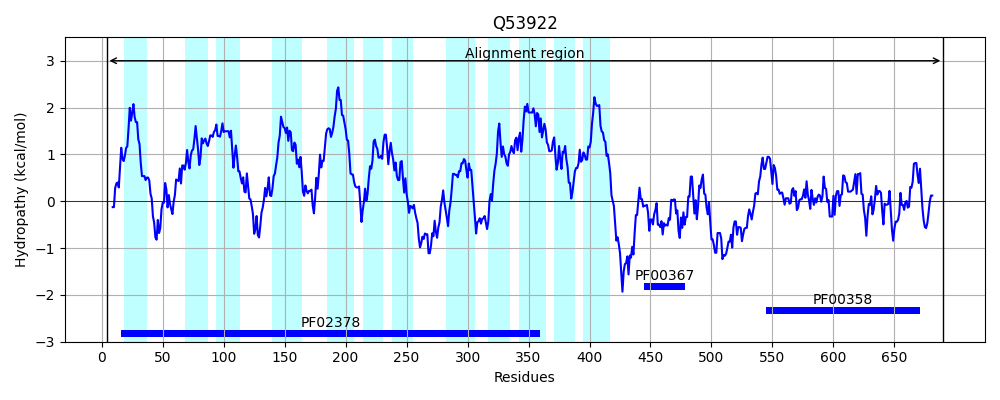 Q53922
Alignment region
Hydropathy (kcal/mol)
3
2
1
0
−1
−2
−3
PF00367
PF00358
PF02378
0 50 100 150 200 250 300 350 400 450 500 550 600 650
Residues